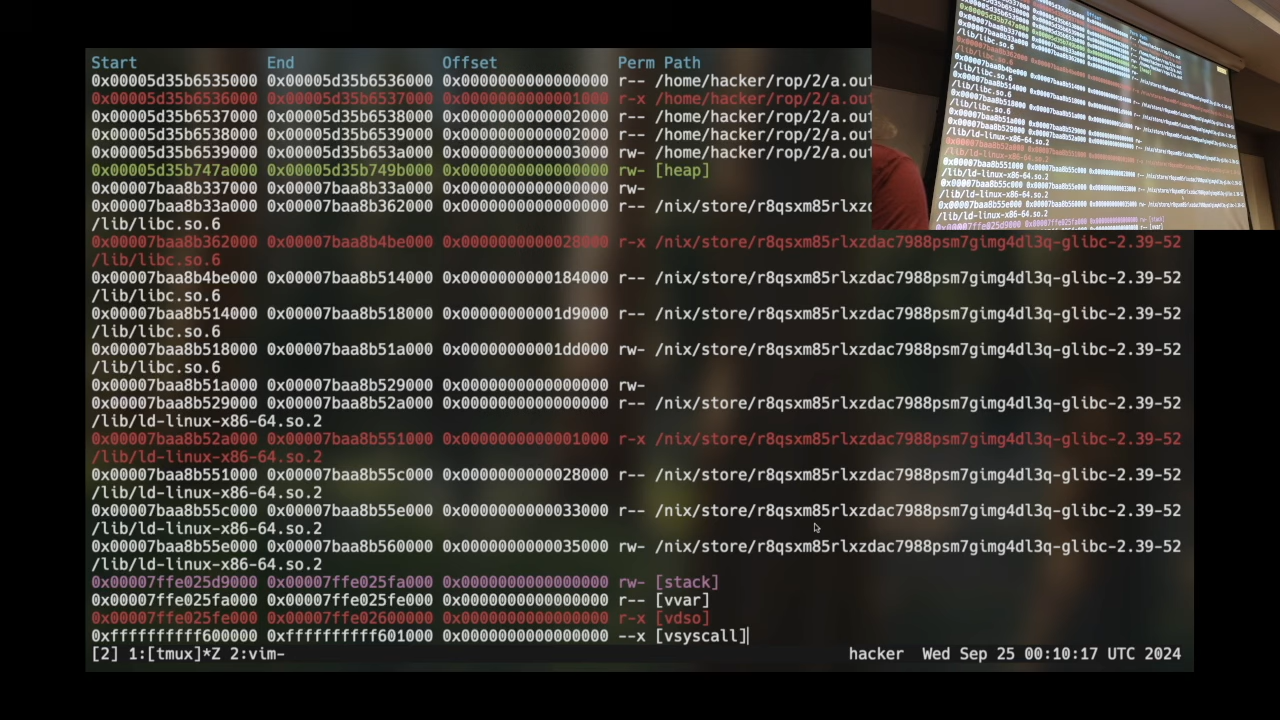 Start End Offset Perm Path
0x00005d35b6535000 0x00005d35b6536000 0x0000000000000000 r-- /home/hacker/rop/2/a.out
0x00005d35b6536000 0x00005d35b6537000 0x0000000000001000 r-x /home/hacker/rop/2/a.out
0x00005d35b6537000 0x00005d35b6538000 0x0000000000002000 r-- /home/hacker/rop/2/a.out
0x00005d35b6538000 0x00005d35b6539000 0x0000000000002000 r-- /home/hacker/rop/2/a.out
0x00005d35b6539000 0x00005d35b653a000 0x0000000000003000 rw- /home/hacker/rop/2/a.out
0x00005d35b747a000 0x00005d35b749b000 0x0000000000000000 rw- [heap]
0x00007baa8b337000 0x00007baa8b33a000 0x0000000000000000 rw-
0x00007baa8b33a000 0x00007baa8b362000 0x0000000000000000 r-- /nix/store/r8qsxm85rlxzd
/lib/libc.so.6
0x00007baa8b362000 0x00007baa8b4be000 0x0000000000028000 r-x /nix/store/r8qsxm85rlxzdac7988psm7gimg4dl3q-glibc-2.39-52
/lib/libc.so.6
0x00007baa8b4be000 0x00007baa8b514000 0x0000000000184000 r-- /nix/store/r8qsxm85rlxzdac7988psm7gimg4dl3q-glibc-2.39-52
/lib/libc.so.6
0x00007baa8b514000 0x00007baa8b518000 0x00000000001d9000 r-- /nix/store/r8qsxm85rlxzdac7988psm7gimg4dl3q-glibc-2.39-52
/lib/libc.so.6
0x00007baa8b518000 0x00007baa8b51a000 0x00000000001dd000 rw- /nix/store/r8qsxm85rlxzdac7988psm7gimg4dl3q-glibc-2.39-52
/lib/libc.so.6
0x00007baa8b51a000 0x00007baa8b529000 0x0000000000000000 rw-
0x00007baa8b529000 0x00007baa8b52a000 0x0000000000000000 r-- /nix/store/r8qsxm85rlxzdac7988psm7gimg4dl3q-glibc-2.39-52
/lib/ld-linux-x86-64.so.2
0x00007baa8b52a000 0x00007baa8b551000 0x0000000000001000 r-x /nix/store/r8qsxm85rlxzdac7988psm7gimg4dl3q-glibc-2.39-52
/lib/ld-linux-x86-64.so.2
0x00007baa8b551000 0x00007baa8b55c000 0x0000000000028000 r-- /nix/store/r8qsxm85rlxzdac7988psm7gimg4dl3q-glibc-2.39-52
/lib/ld-linux-x86-64.so.2
0x00007baa8b55c000 0x00007baa8b55e000 0x0000000000033000 r-- /nix/store/r8qsxm85rlxzdac7988psm7gimg4dl3q-glibc-2.39-52
/lib/ld-linux-x86-64.so.2
0x00007baa8b55e000 0x00007baa8b560000 0x0000000000035000 rw- /nix/store/r8qsxm85rlxzdac7988psm7gimg4dl3q-glibc-2.39-52
/lib/ld-linux-x86-64.so.2
0x00007ffe025d9000 0x00007ffe025fa000 0x0000000000000000 rw- [stack]
0x00007ffe025fa000 0x00007ffe025fe000 0x0000000000000000 r-- [vvar]
0x00007ffe025fe000 0x00007ffe02600000 0x0000000000000000 r-x [vdso]
0xffffffffff600000 0xffffffffff601000 0x0000000000000000 --x [vsyscall]
[2] 1:[tmux]*Z 2:vim- hacker Wed Sep 25 00:10:17 UTC 2024